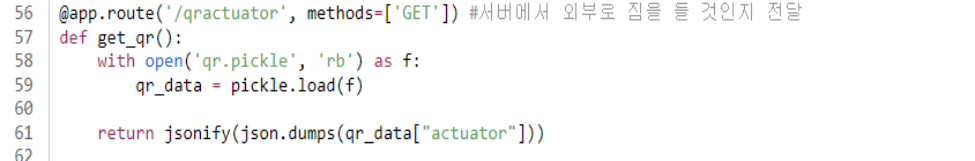 56 @app.route('/qractuator', methods=['GET']) #서버에서 외부로 짐을 들 것인지 전달
57 def get_qr():
58 with open('qr.pickle', 'rb') as f:
59 qr_data = pickle.load(f)
60
61 return jsonify(json.dumps(qr_data["actuator"]))
62